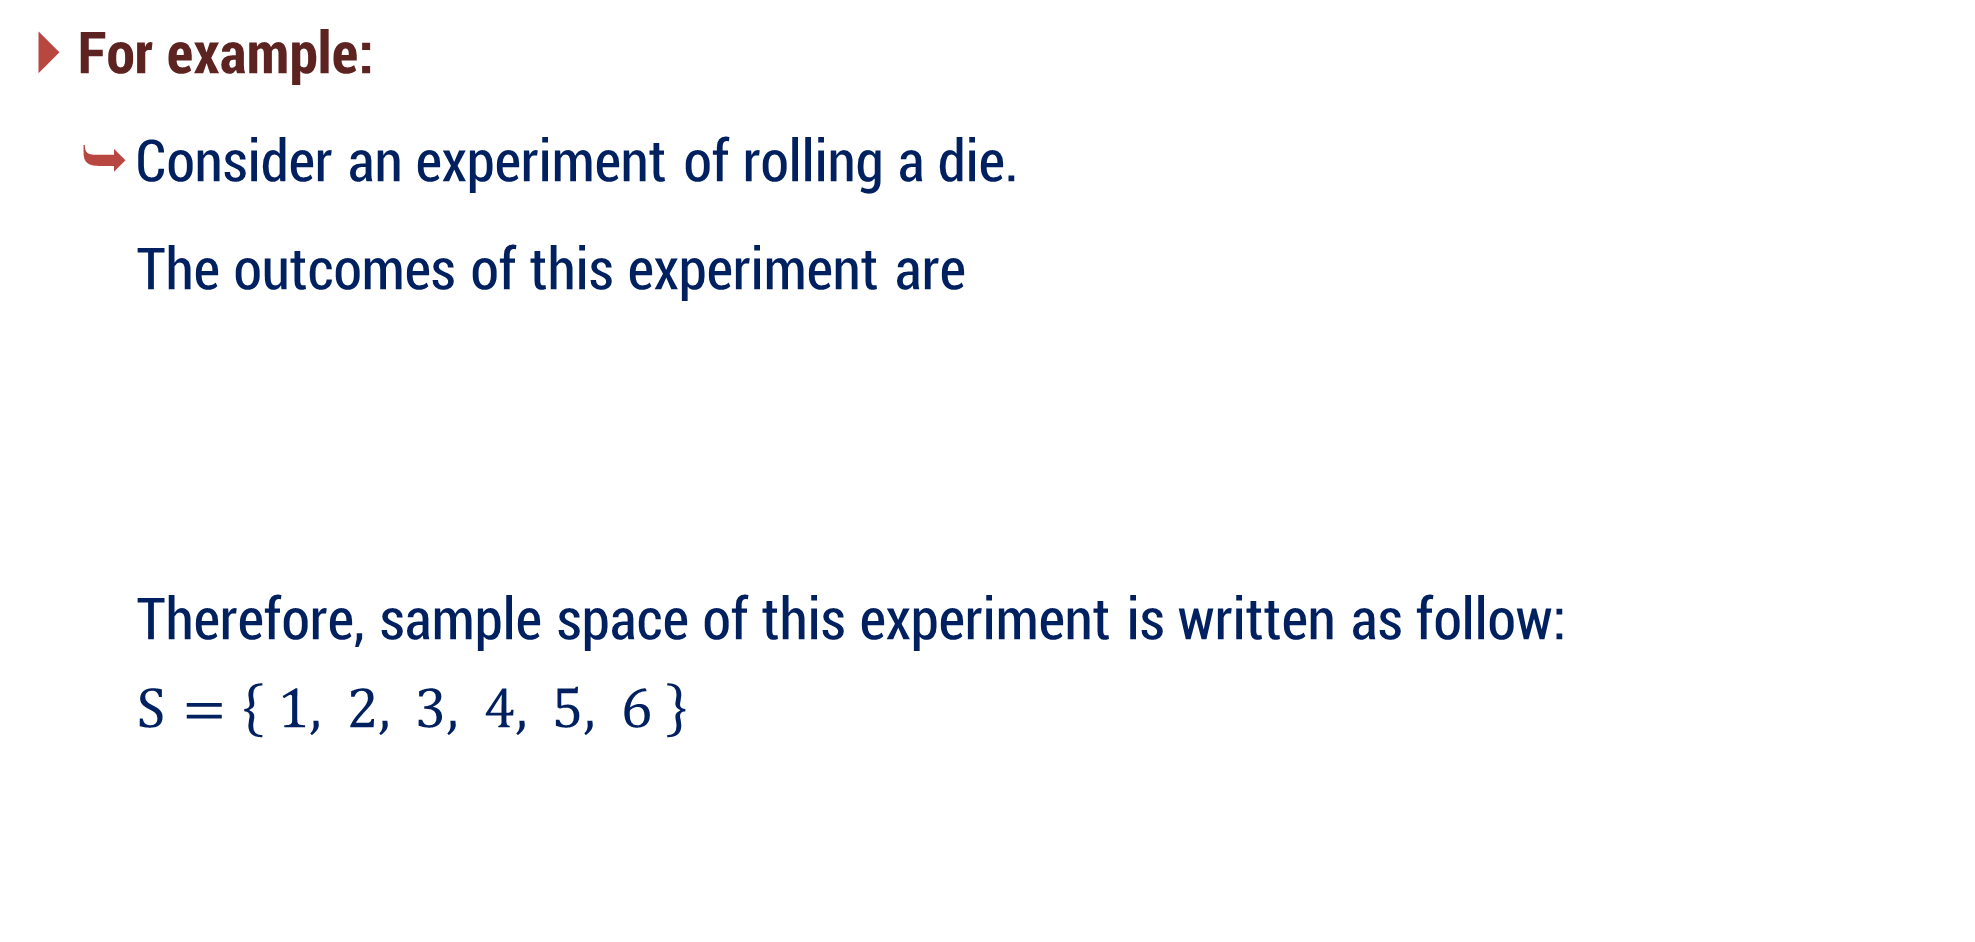 For example:
Consider an experiment of rolling a die.
The outcomes of this experiment are
Therefore, sample space of this experiment is written as follow:
S = { 1, 2, 3, 4, 5, 6 }